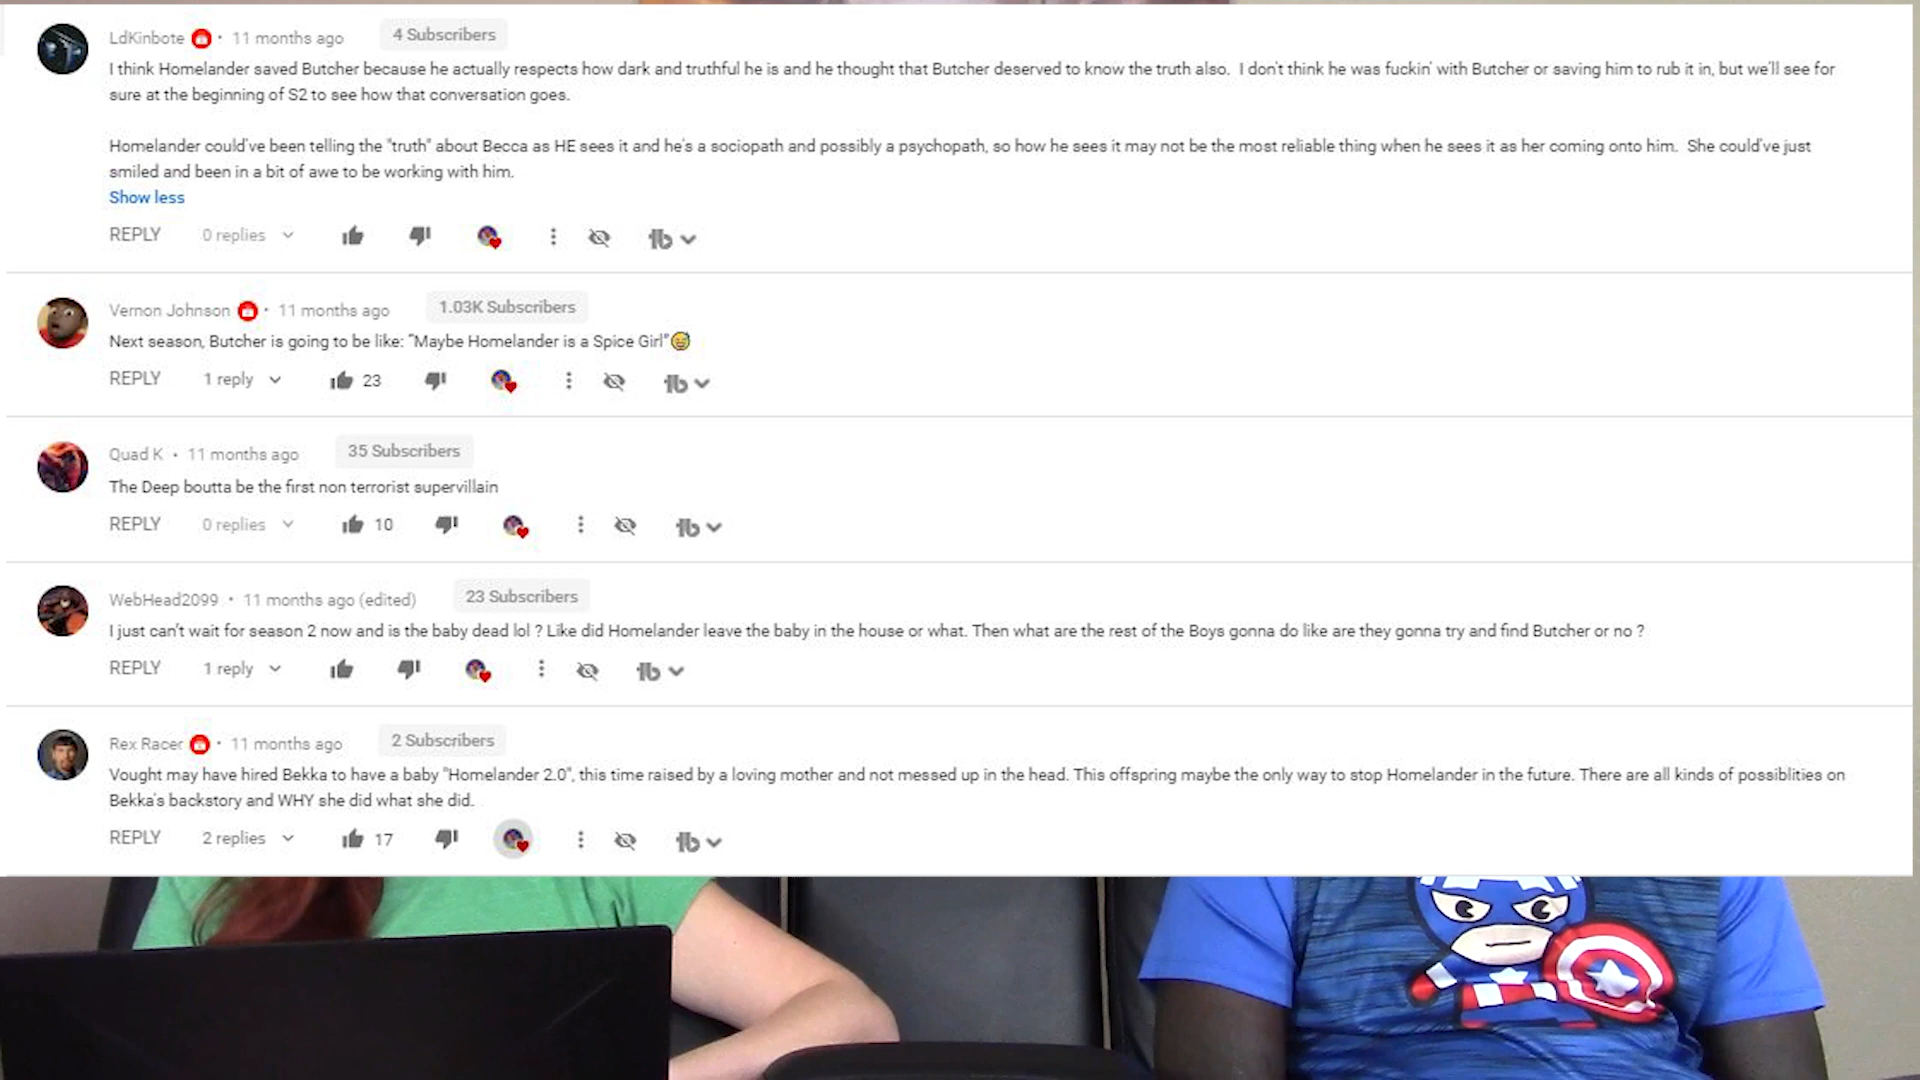 LdKinbote · 11 months ago 4 Subscribers
I think Homelander saved Butcher because he actually respects how dark and truthful he is and he thought that Butcher deserved to know the truth also. I don't think he was fuckin' with Butcher or saving him to rub it in, but we'll see for
sure at the beginning of S2 to see how that conversation goes.
Homelander could've been telling the "truth" about Becca as HE sees it and he's a sociopath and possibly a psychopath, so how he sees it may not be the most reliable thing when he sees it as her coming onto him. She could've just
smiled and been in a bit of awe to be working with him.
Show less
REPLY 0 replies
Vernon Johnson · 11 months ago 1.03K Subscribers
Next season, Butcher is going to be like: "Maybe Homelander is a Spice Girl"😅
REPLY 1 reply 23
Quad K · 11 months ago 35 Subscribers
The Deep boutta be the first non terrorist supervillain
REPLY 0 replies 10
WebHead2099 · 11 months ago (edited) 23 Subscribers
I just can't wait for season 2 now and is the baby dead lol ? Like did Homelander leave the baby in the house or what. Then what are the rest of the Boys gonna do like are they gonna try and find Butcher or no ?
REPLY 1 reply
Rex Racer · 11 months ago 2 Subscribers
Vought may have hired Bekka to have a baby "Homelander 2.0", this time raised by a loving mother and not messed up in the head. This offspring maybe the only way to stop Homelander in the future. There are all kinds of possiblities on
Bekka's backstory and WHY she did what she did.
REPLY 2 replies 17